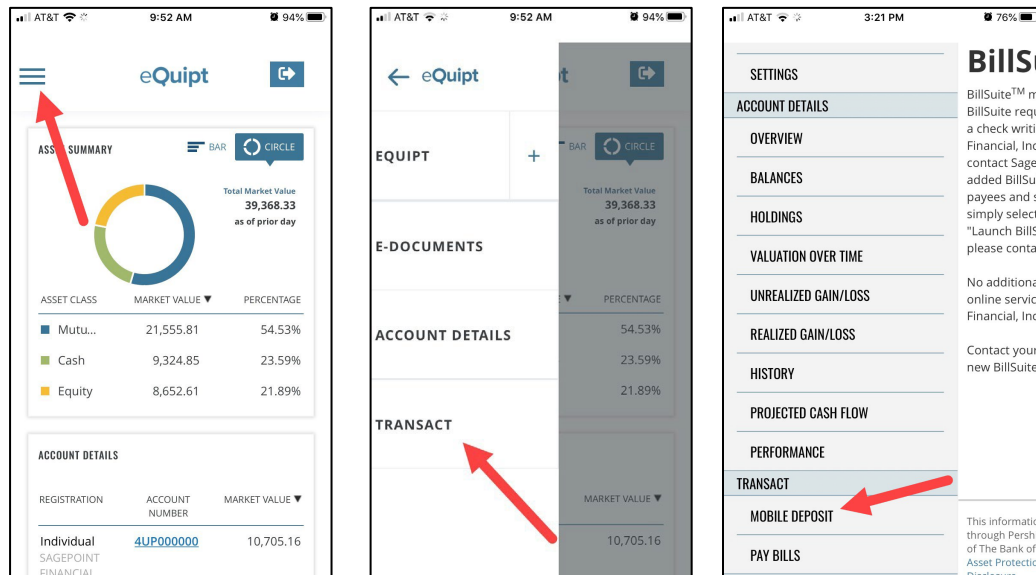 AT&T 9:52 AM 94%
eQuipt
ASSET SUMMARY BAR CIRCLE
Total Market Value
39,368.33
as of prior day
ASSET CLASS MARKET VALUE ▼ PERCENTAGE
Mutu... 21,555.81 54.53%
Cash 9,324.85 23.59%
Equity 8,652.61 21.89%
ACCOUNT DETAILS
REGISTRATION ACCOUNT NUMBER MARKET VALUE ▼
Individual 4UP000000 10,705.16
SAGEPOINT
FINANCIAL
AT&T 9:52 AM 94%
← eQuipt
EQUIPT +
BAR CIRCLE
Total Market Value
39,368.33
as of prior day
E-DOCUMENTS
▼ PERCENTAGE
ACCOUNT DETAILS
54.53%
23.59%
21.89%
TRANSACT
MARKET VALUE ▼
10,705.16
AT&T 3:21 PM 76%
SETTINGS
ACCOUNT DETAILS
OVERVIEW
BALANCES
HOLDINGS
VALUATION OVER TIME
UNREALIZED GAIN/LOSS
REALIZED GAIN/LOSS
HISTORY
PROJECTED CASH FLOW
PERFORMANCE
TRANSACT
MOBILE DEPOSIT
PAY BILLS
BillSu
BillSuite™ m
BillSuite requ
a check writi
Financial, Inc
contact Sage
added BillSu
payees and s
simply select
"Launch BillS
please conta
No additiona
online servic
Financial, Inc
Contact your
new BillSuite
This informatio
through Persh
of The Bank of
Asset Protectio
Disclosure